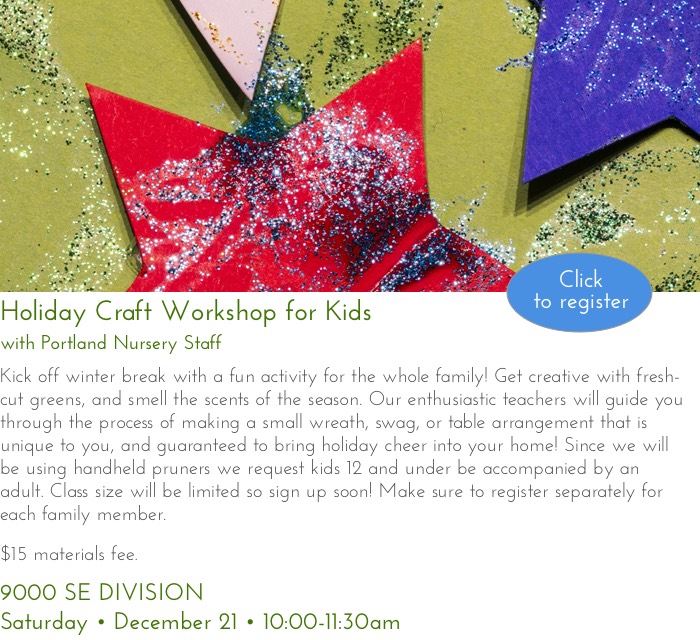 Click
to register
Holiday Craft Workshop for Kids
with Portland Nursery Staff
Kick off winter break with a fun activity for the whole family! Get creative with fresh-
cut greens, and smell the scents of the season. Our enthusiastic teachers will guide you
through the process of making a small wreath, swag, or table arrangement that is
unique to you, and guaranteed to bring holiday cheer into your home! Since we will
be using handheld pruners we request kids 12 and under be accompanied by an
adult. Class size will be limited so sign up soon! Make sure to register separately for
each family member.
$15 materials fee.
9000 SE DIVISION
Saturday • December 21 • 10:00-11:30am